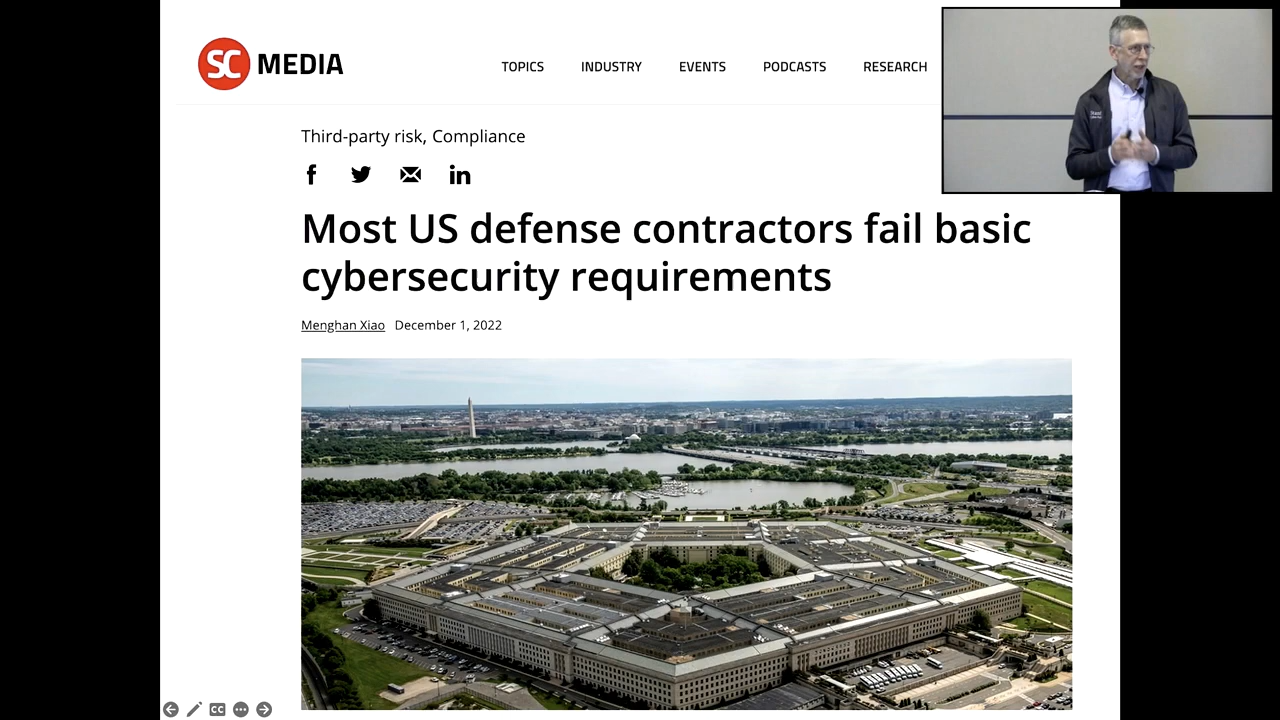 SC MEDIA
TOPICS INDUSTRY EVENTS PODCASTS RESEARCH
Third-party risk, Compliance
Most US defense contractors fail basic
cybersecurity requirements
Menghan Xiao December 1, 2022
CC